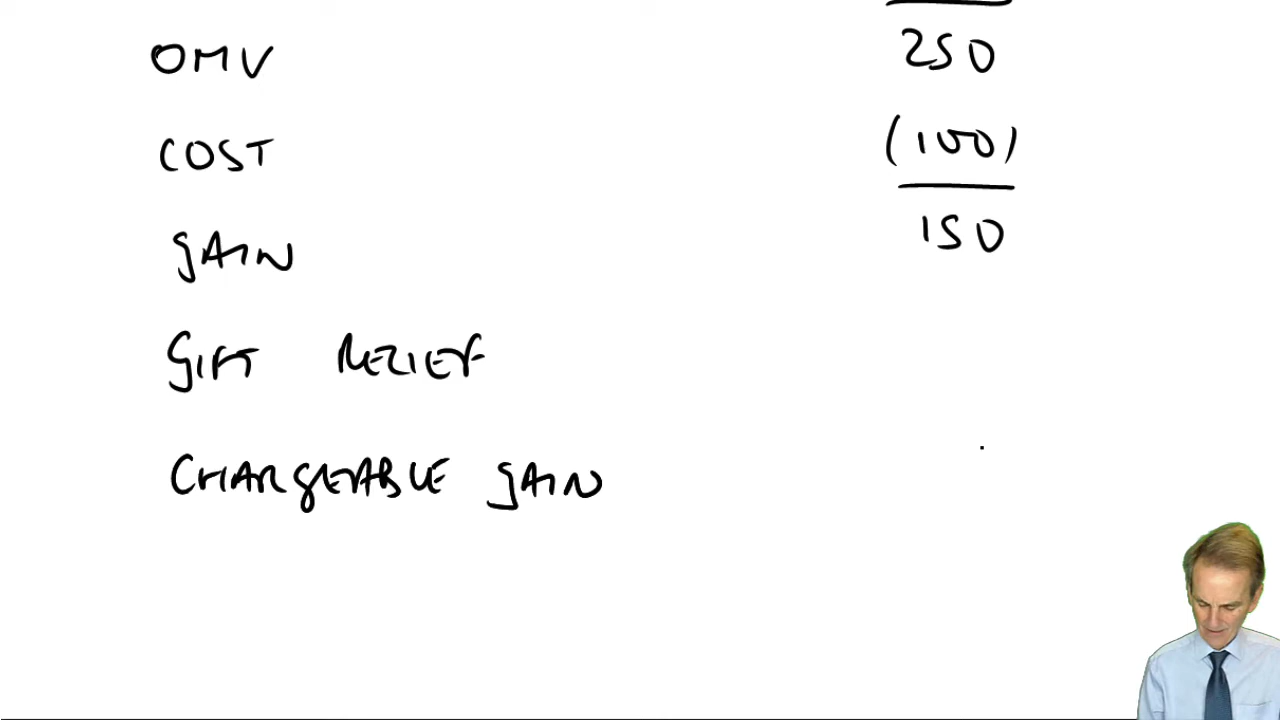 OMV 250
COST (100)
GAIN 150
GIFT RELIEF
CHARGEABLE GAIN